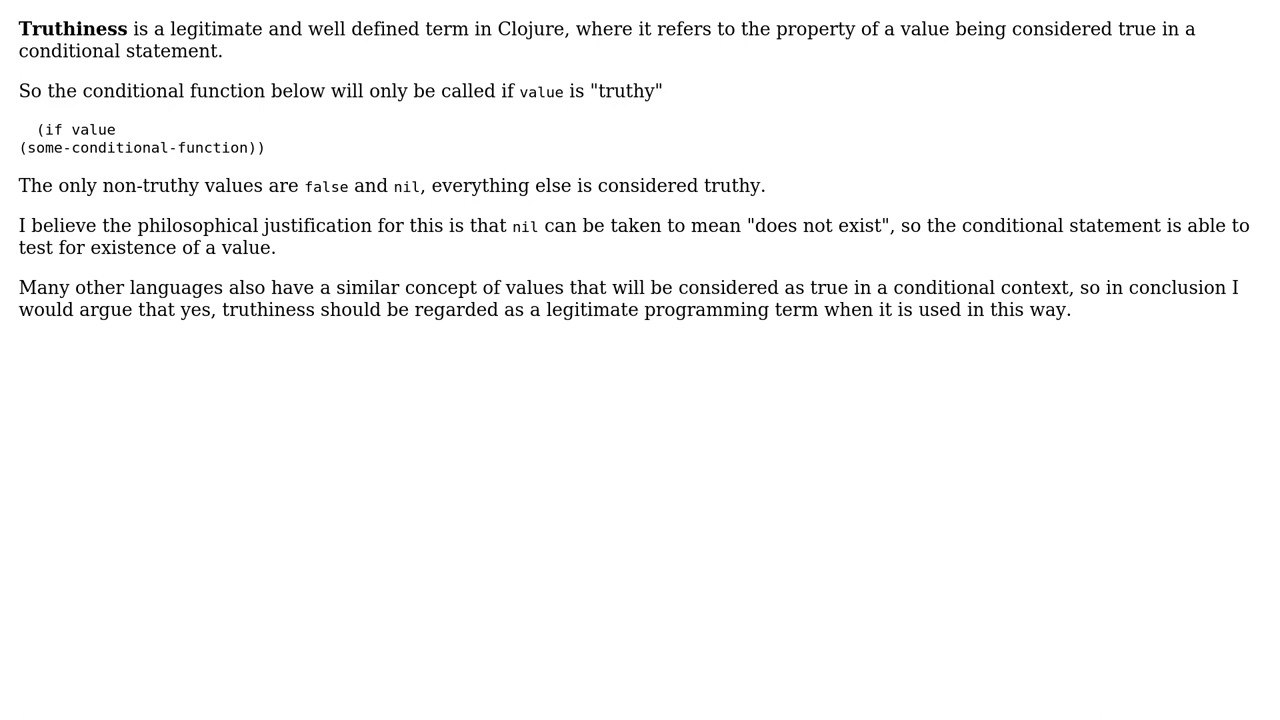 Truthiness is a legitimate and well defined term in Clojure, where it refers to the property of a value being considered true in a
conditional statement.
So the conditional function below will only be called if value is "truthy"
(if value
(some-conditional-function))
The only non-truthy values are false and nil, everything else is considered truthy.
I believe the philosophical justification for this is that nil can be taken to mean "does not exist", so the conditional statement is able to
test for existence of a value.
Many other languages also have a similar concept of values that will be considered as true in a conditional context, so in conclusion I
would argue that yes, truthiness should be regarded as a legitimate programming term when it is used in this way.